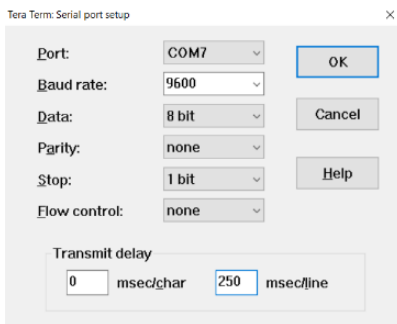 Tera Term: Serial port setup
Port: COM7 OK
Baud rate: 9600
Data: 8 bit Cancel
Parity: none
Stop: 1 bit Help
Flow control: none
Transmit delay
0 msec/char 250 msec/line